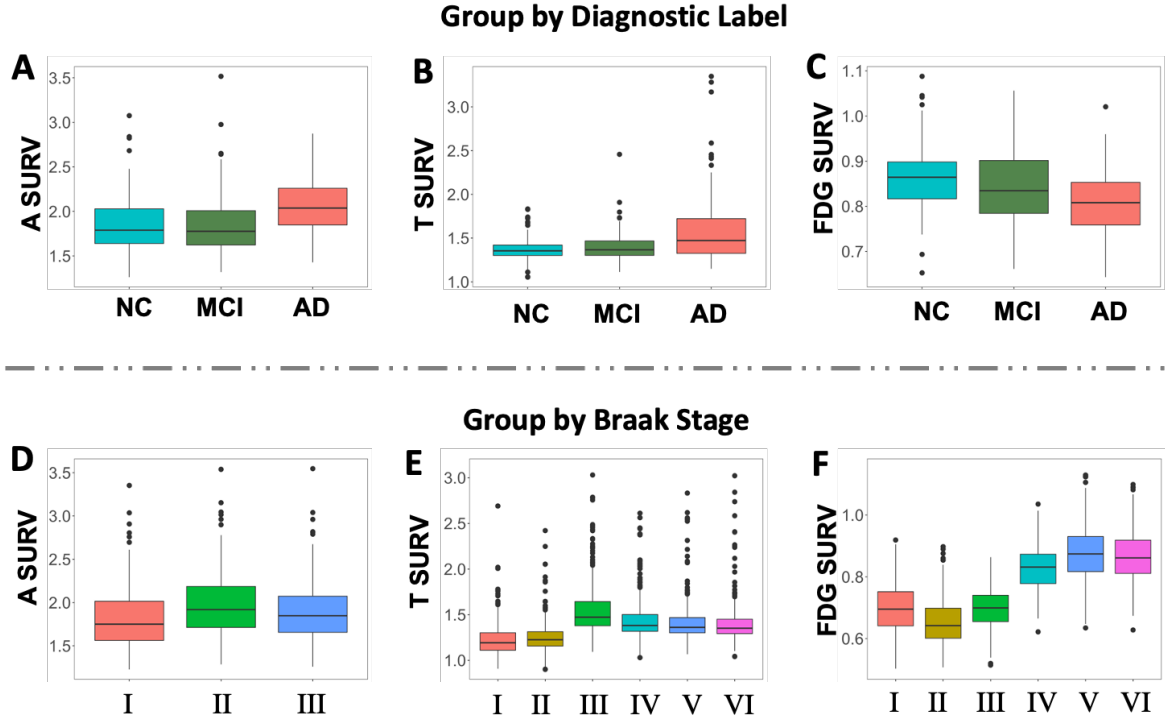 Group by Diagnostic Label
A
A SURV
3.5
3.0
2.5
2.0
1.5
NC MCI AD
B
T SURV
3.0
2.5
2.0
1.5
1.0
NC MCI AD
C
FDG SURV
1.1
1.0
0.9
0.8
0.7
NC MCI AD
Group by Braak Stage
D
A SURV
3.5
3.0
2.5
2.0
1.5
I II III
E
T SURV
3.0
2.5
2.0
1.5
1.0
I II III IV V VI
F
FDG SURV
1.0
0.8
0.6
I II III IV V VI